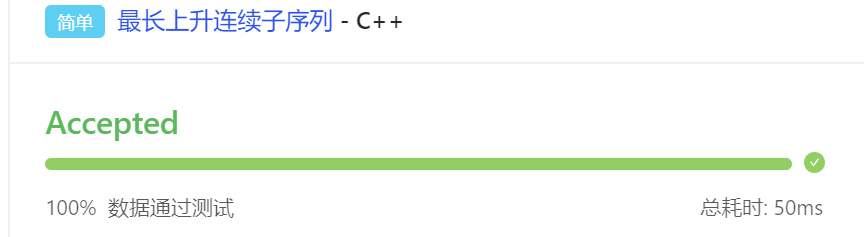 简单 最长上升连续子序列 - C++
Accepted
100% 数据通过测试 总耗时: 50ms